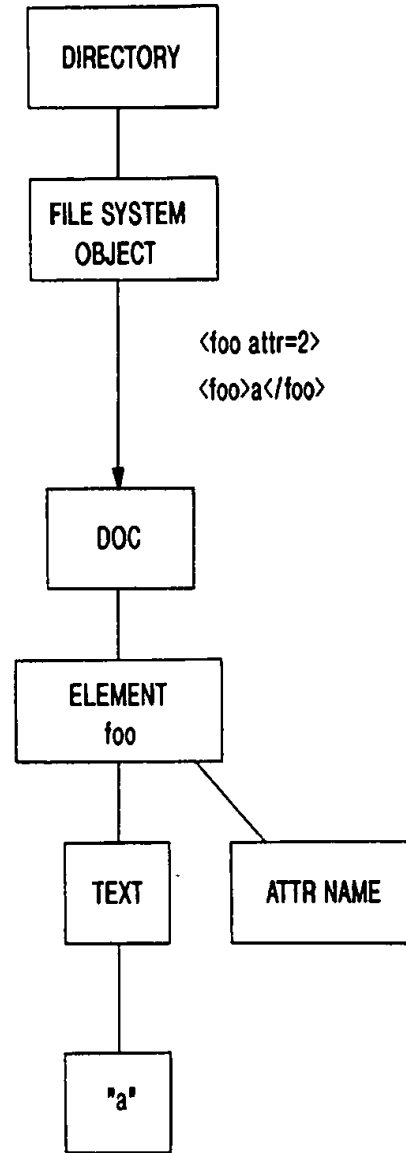 DIRECTORY
FILE SYSTEM
OBJECT
<foo attr=2>
<foo>a</foo>
DOC
ELEMENT
foo
TEXT
ATTR NAME
"a"